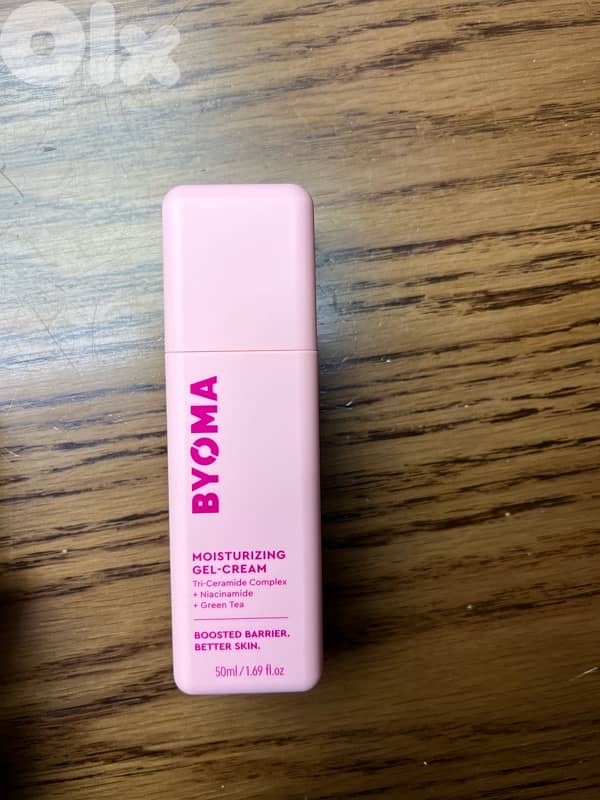 Olx
BYOMA
MOISTURIZING
GEL-CREAM
Tri-Ceramide Complex
+ Niacinamide
+ Green Tea
BOOSTED BARRIER.
BETTER SKIN.
50ml/1.69 fl.oz